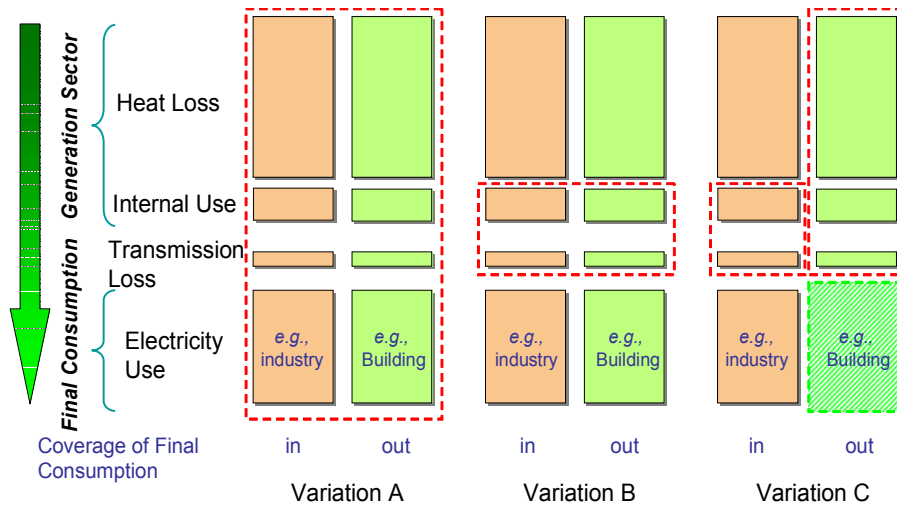 Generation Sector
Final Consumption
Heat Loss
Internal Use
Transmission
Loss
Electricity
Use
e.g.,
industry
e.g.,
Building
e.g.,
industry
e.g.,
Building
e.g.,
industry
e.g.,
Building
Coverage of Final
Consumption
in
out
in
out
in
out
Variation A
Variation B
Variation C